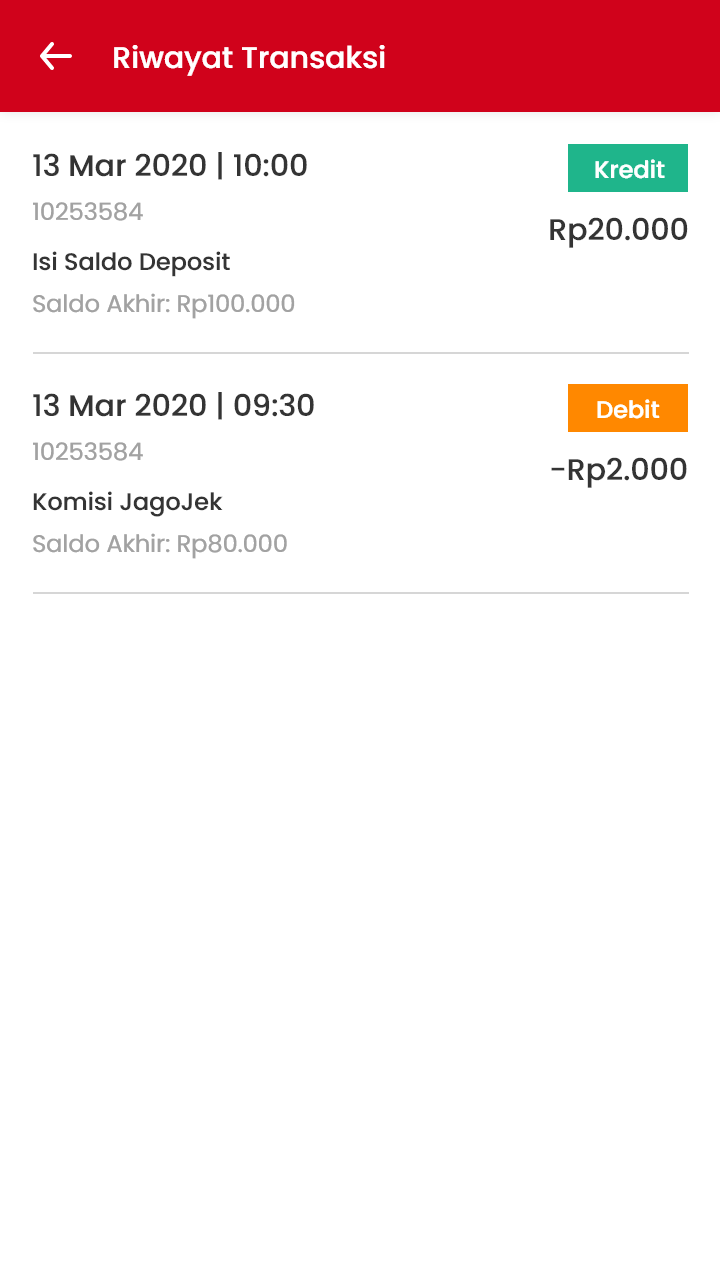 Riwayat Transaksi
13 Mar 2020 | 10:00
Kredit
10253584
Rp20.000
Isi Saldo Deposit
Saldo Akhir: Rp100.000
13 Mar 2020 | 09:30
Debit
10253584
-Rp2.000
Komisi JagoJek
Saldo Akhir: Rp80.000